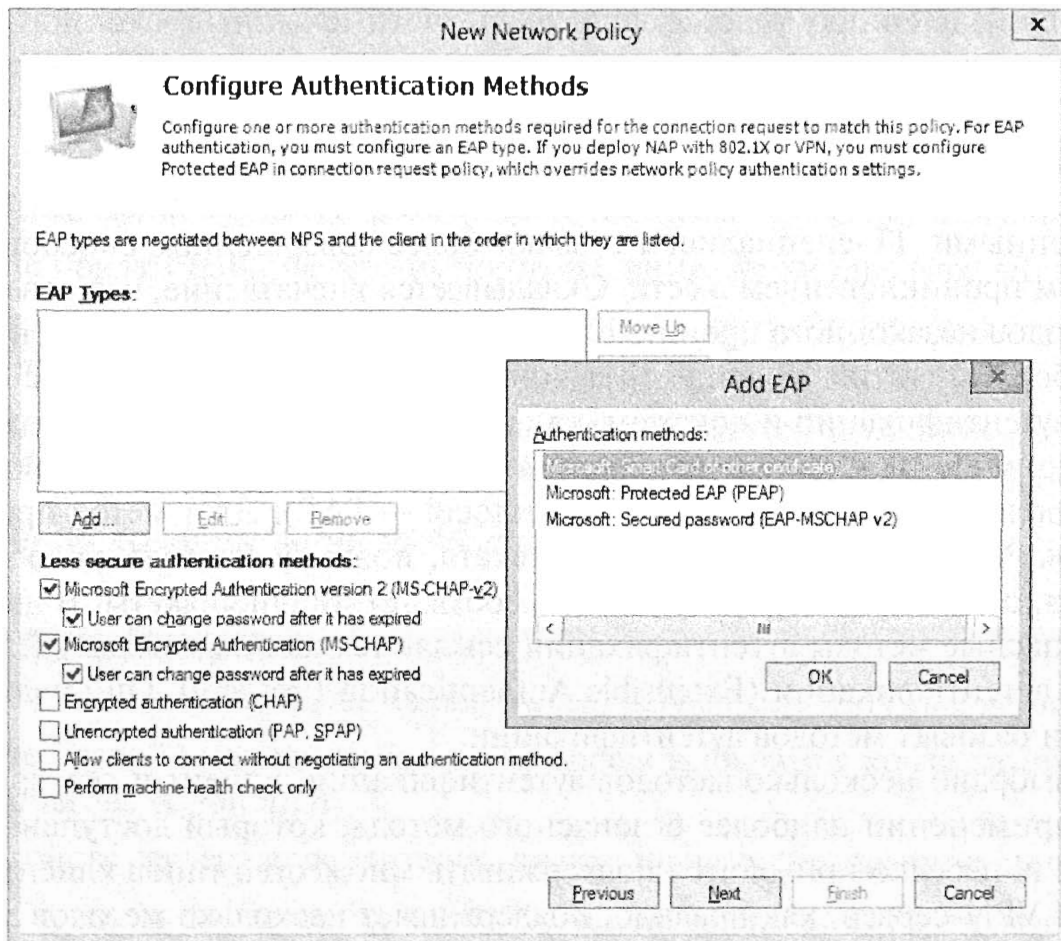 New Network Policy
x
Configure Authentication Methods
Configure one or more authentication methods required for the connection request to match this policy. For EAP
authentication, you must configure an EAP type. If you deploy NAP with 802.1X or VPN, you must configure
Protected EAP in connection request policy, which overrides network policy authentication settings.
EAP types are negotiated between NPS and the client in the order in which they are listed.
EAP Types:
Move Up
Add EAP
x
Authentication methods:
Microsoft: Smart Card or other certificate
Microsoft: Protected EAP (PEAP)
Microsoft: Secured password (EAP-MSCHAP v2)
OK
Cancel
Add...
Edit...
Remove
Less secure authentication methods:
Microsoft Encrypted Authentication version 2 (MS-CHAP-v2)
User can change password after it has expired
Microsoft Encrypted Authentication (MS-CHAP)
User can change password after it has expired
Encrypted authentication (CHAP)
Unencrypted authentication (PAP, SPAP)
Allow clients to connect without negotiating an authentication method.
Perform machine health check only
Previous
Next
Finish
Cancel